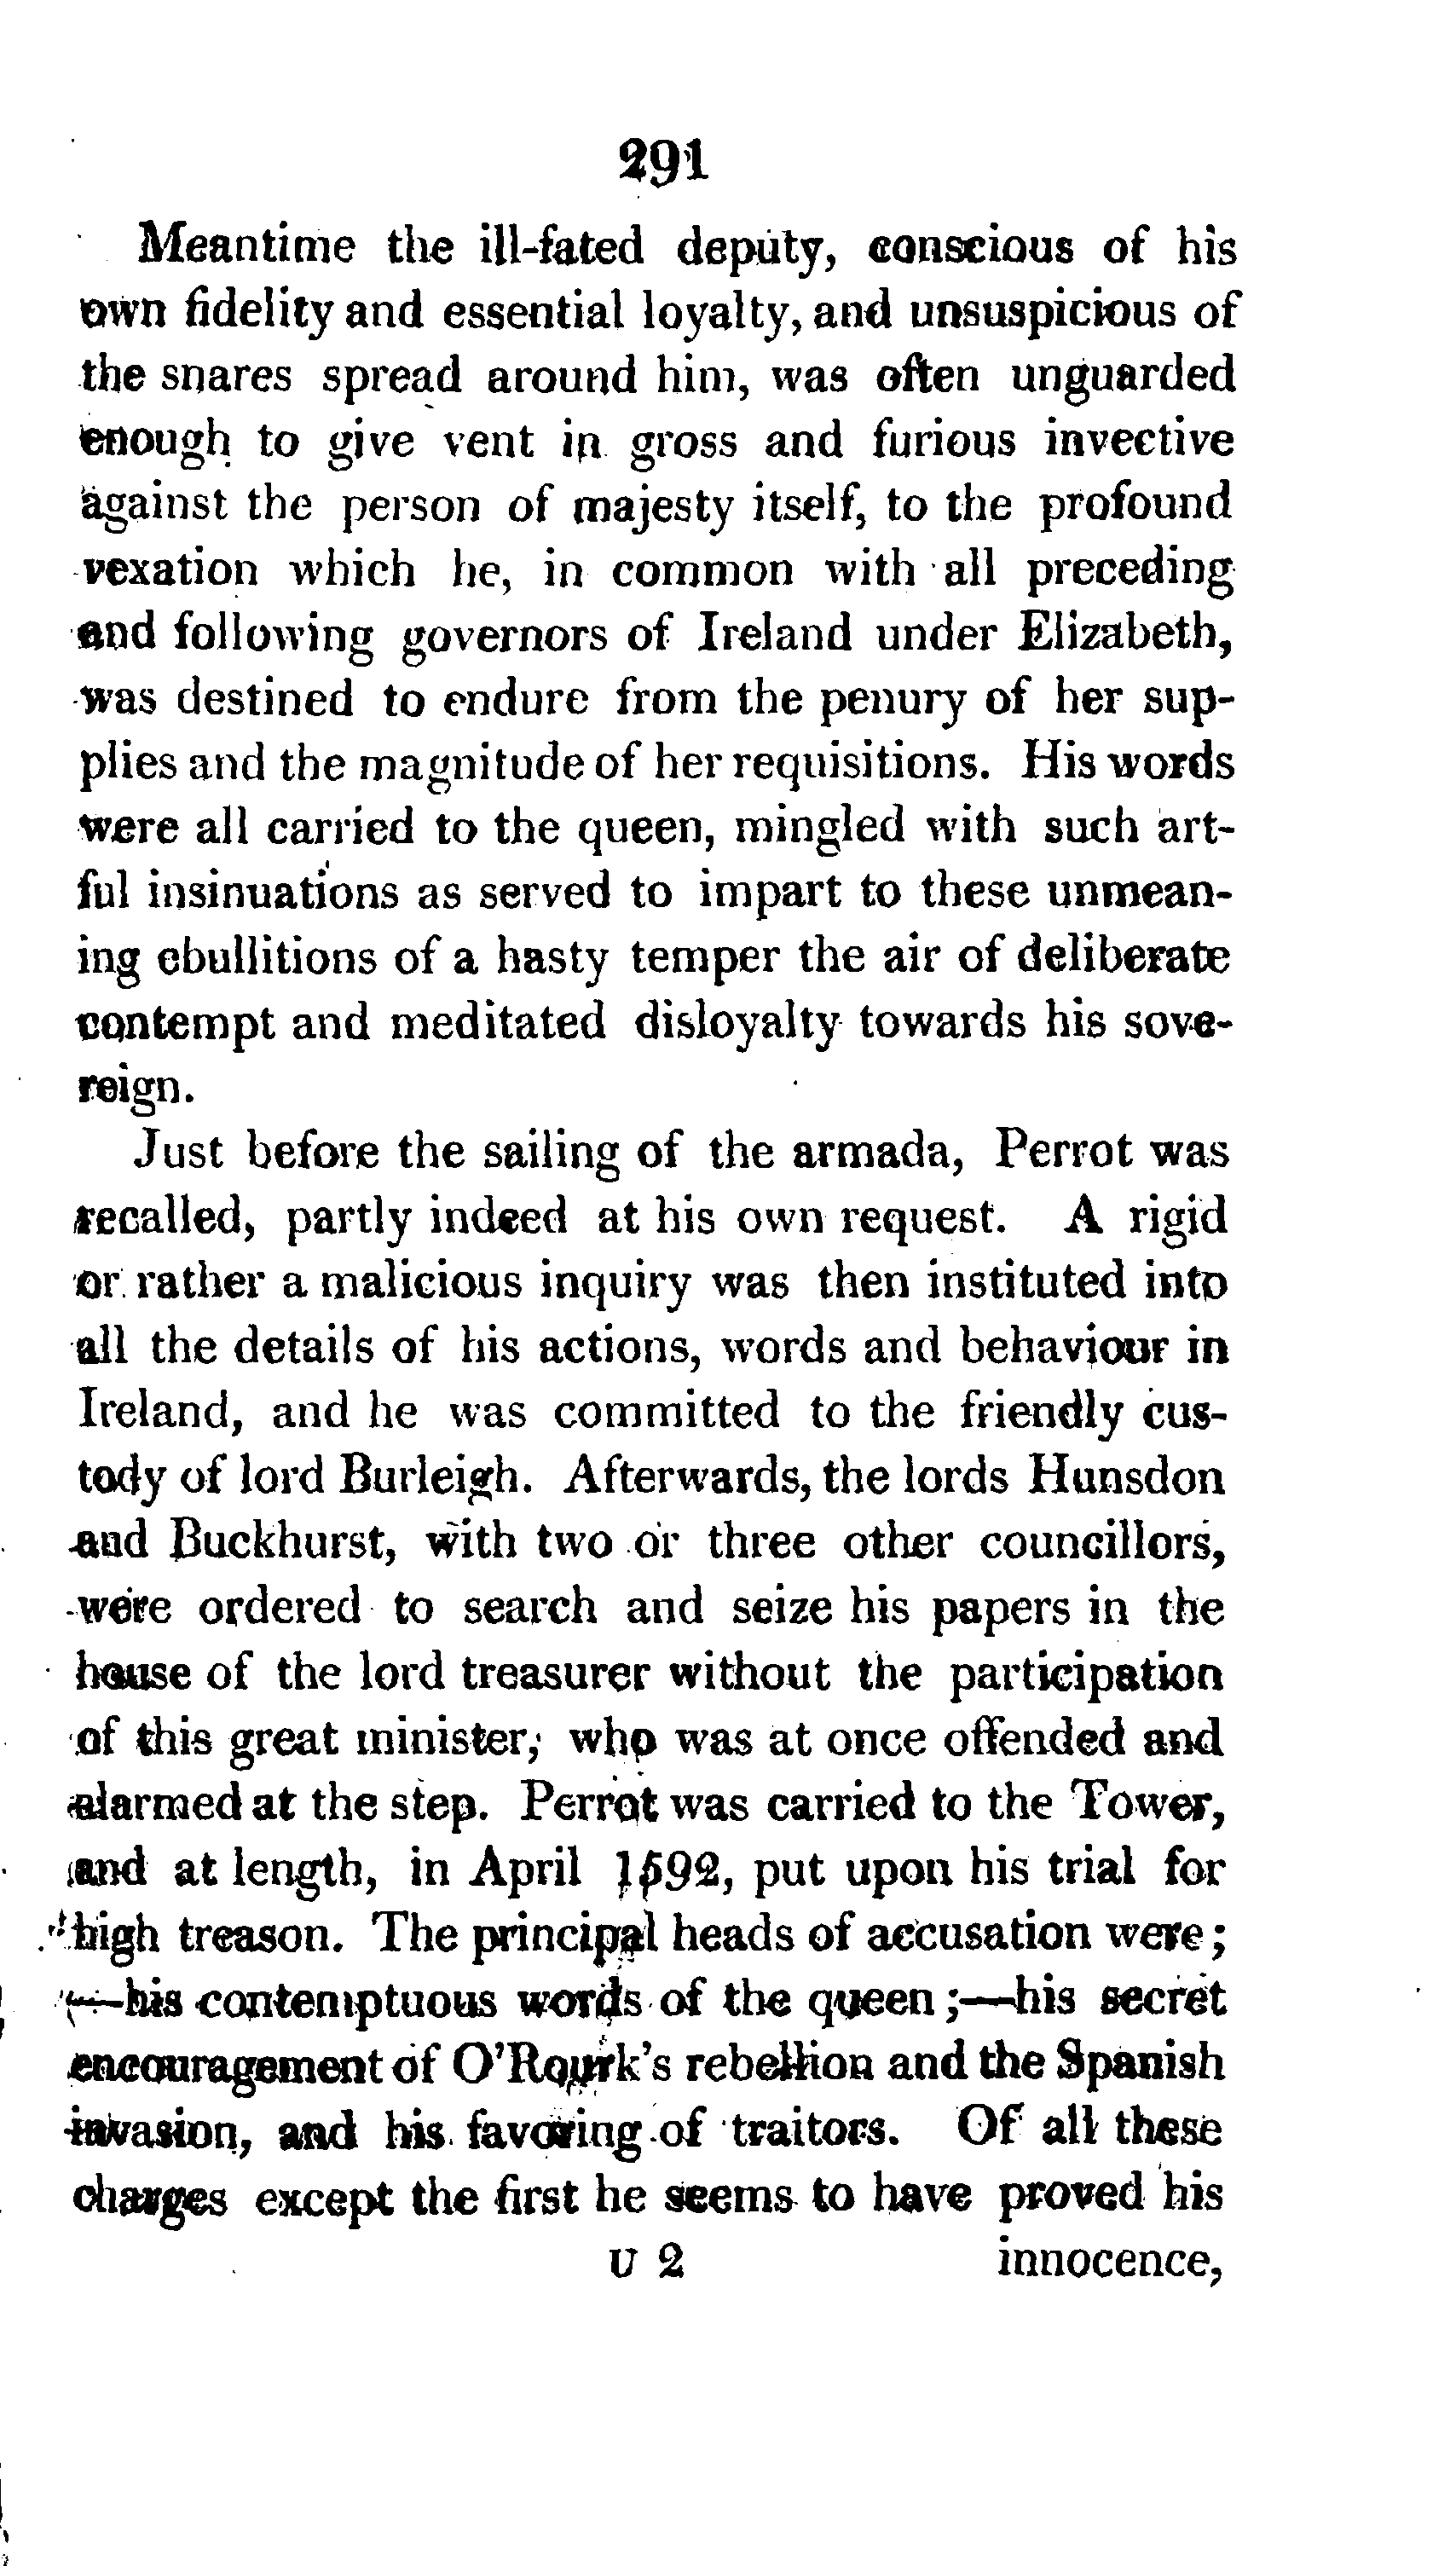 291
Meantime the ill-fated deputy, conscious of his
own fidelity and essential loyalty, and unsuspicious of
the snares spread around him, was often unguarded
enough to give vent in gross and furious invective
against the person of majesty itself, to the profound
vexation which he, in common with all preceding
and following governors of Ireland under Elizabeth,
was destined to endure from the penury of her sup-
plies and the magnitude of her requisitions. His words
were all carried to the queen, mingled with such art-
ful insinuations as served to impart to these unmean-
ing ebullitions of a hasty temper the air of deliberate
contempt and meditated disloyalty towards his sove-
reign.
Just before the sailing of the armada, Perrot was
recalled, partly indeed at his own request. A rigid
or rather a malicious inquiry was then instituted into
all the details of his actions, words and behaviour in
Ireland, and he was committed to the friendly cus-
tody of lord Burleigh. Afterwards, the lords Hunsdon
and Buckhurst, with two or three other councillors,
were ordered to search and seize his papers in the
house of the lord treasurer without the participation
of this great minister, who was at once offended and
alarmed at the step. Perrot was carried to the Tower,
and at length, in April 1592, put upon his trial for
high treason. The principal heads of accusation were;
—his contemptuous words of the queen;—his secret
encouragement of O'Rourk's rebellion and the Spanish
invasion, and his favoring of traitors. Of all these
charges except the first he seems to have proved his
U 2 innocence,